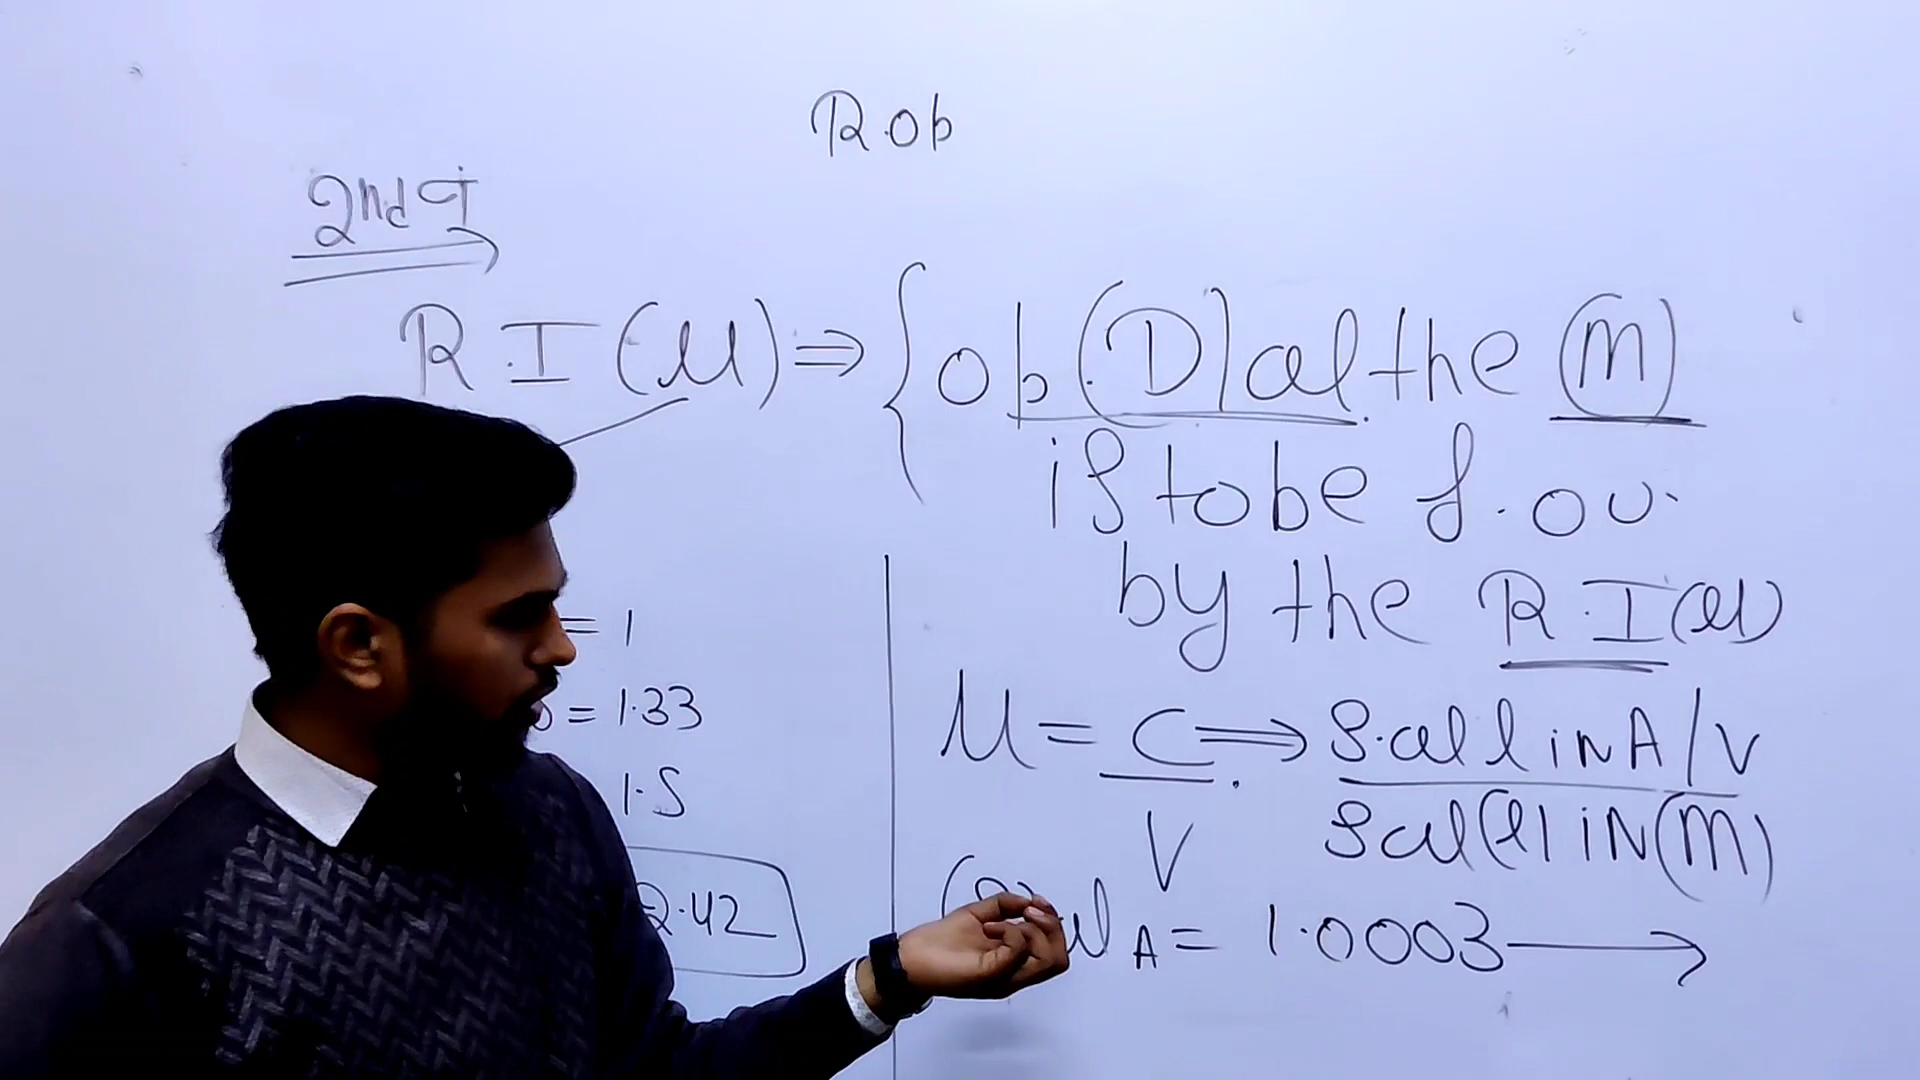 R.Ob
2nd
R.I (μ) ⇒ { ob (D) al the (m)
is to be f. ou.
by the R.I (μ)
= 1
= 1.33
1.5
2.42
μ = C/V ⇒ S. al l in A/V
S al (l) in (m)
A = 1.0003 →